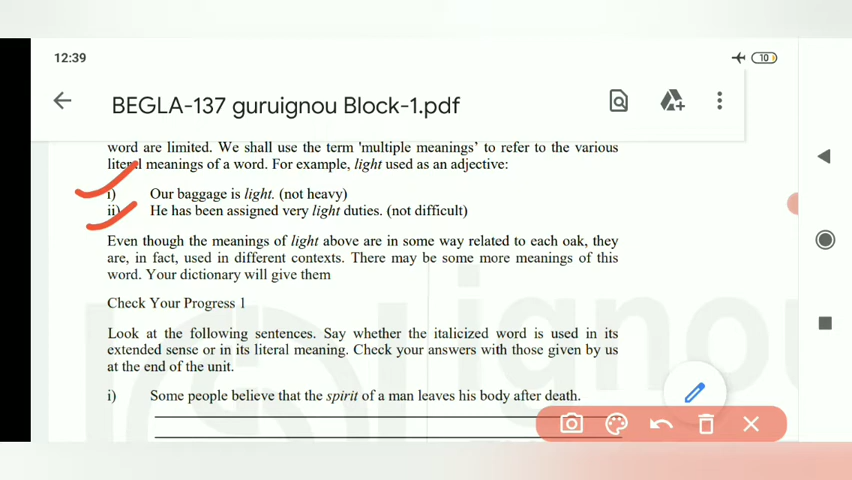 12:39
10
BEGLA-137 guruignou Block-1.pdf
word are limited. We shall use the term 'multiple meanings' to refer to the various
literal meanings of a word. For example, light used as an adjective:
i) Our baggage is light. (not heavy)
ii) He has been assigned very light duties. (not difficult)
Even though the meanings of light above are in some way related to each oak, they
are, in fact, used in different contexts. There may be some more meanings of this
word. Your dictionary will give them
Check Your Progress 1
Look at the following sentences. Say whether the italicized word is used in its
extended sense or in its literal meaning. Check your answers with those given by us
at the end of the unit.
i) Some people believe that the spirit of a man leaves his body after death.
ignou